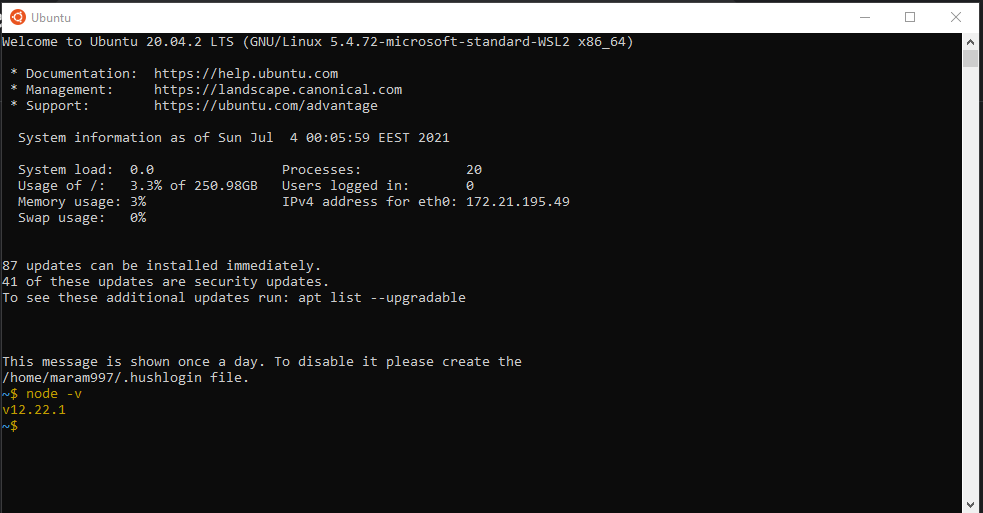 Ubuntu
Welcome to Ubuntu 20.04.2 LTS (GNU/Linux 5.4.72-microsoft-standard-WSL2 x86_64)
* Documentation:  https://help.ubuntu.com
* Management:     https://landscape.canonical.com
* Support:        https://ubuntu.com/advantage
System information as of Sun Jul  4 00:05:59 EEST 2021
System load:  0.0                Processes:             20
Usage of /:   3.3% of 250.98GB   Users logged in:       0
Memory usage: 3%                 IPv4 address for eth0: 172.21.195.49
Swap usage:   0%
87 updates can be installed immediately.
41 of these updates are security updates.
To see these additional updates run: apt list --upgradable
This message is shown once a day. To disable it please create the
/home/maram997/.hushlogin file.
~$ node -v
v12.22.1
~$